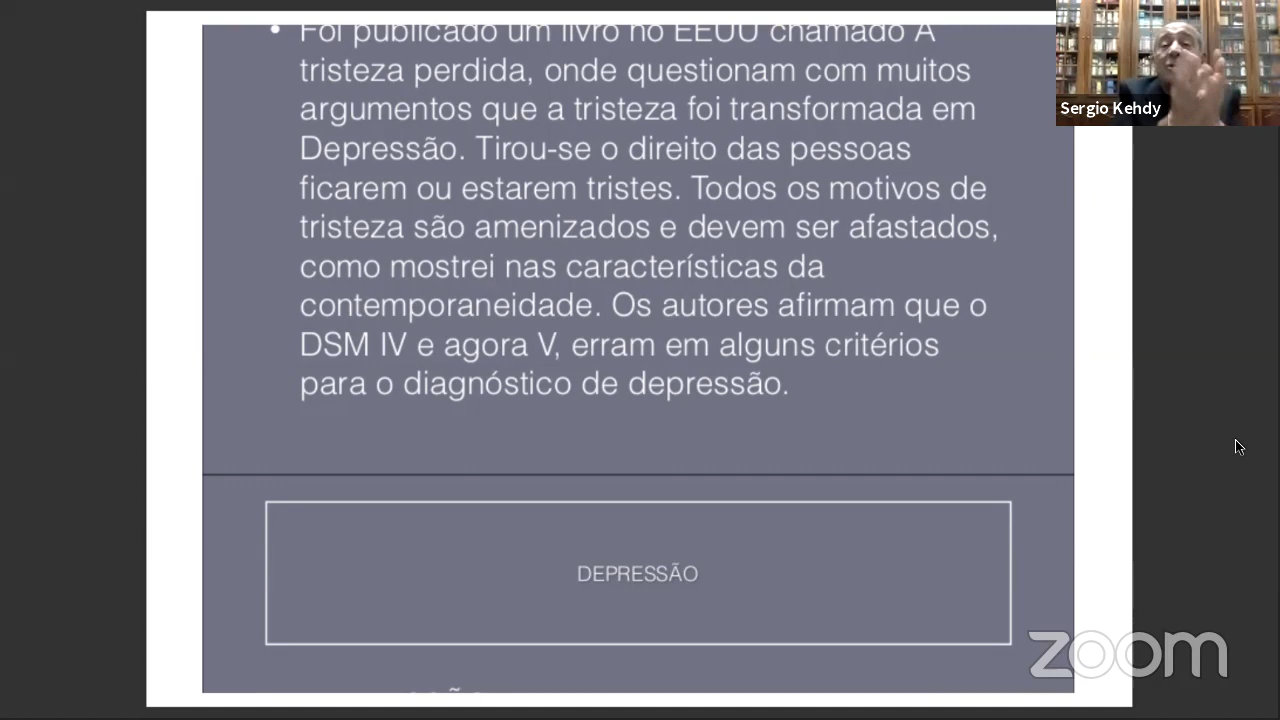 • Foi publicado um livro no EEUU chamado A
tristeza perdida, onde questionam com muitos
argumentos que a tristeza foi transformada em
Depressão. Tirou-se o direito das pessoas
ficarem ou estarem tristes. Todos os motivos de
tristeza são amenizados e devem ser afastados,
como mostrei nas características da
contemporaneidade. Os autores afirmam que o
DSM IV e agora V, erram em alguns critérios
para o diagnóstico de depressão.
DEPRESSÃO
Sergio Kehdy
zoom